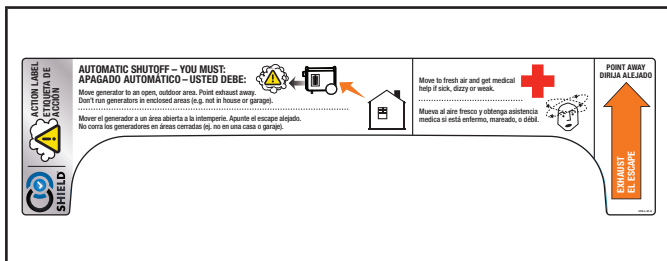 ACTION LABEL
ETIQUETA DE
ACCIÓN
SHIELD
AUTOMATIC SHUTOFF – YOU MUST:
APAGADO AUTOMÁTICO – USTED DEBE:
Move generator to an open, outdoor area. Point exhaust away.
Don't run generators in enclosed areas (e.g. not in house or garage).
Mover el generador a un área abierta a la intemperie. Apunte el escape alejado.
No corra los generadores en áreas cerradas (ej. no en una casa o garaje).
Move to fresh air and get medical
help if sick, dizzy or weak.
Mueva al aire fresco y obtenga asistencia
medica si está enfermo, mareado, o débil.
POINT AWAY
DIRIJA ALEJADO
EXHAUST
EL ESCAPE